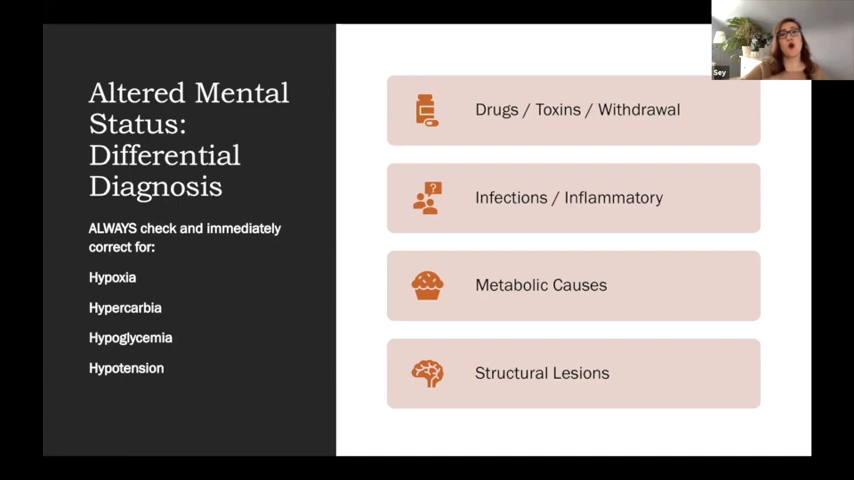 Altered Mental
Status:
Differential
Diagnosis
ALWAYS check and immediately
correct for:
Hypoxia
Hypercarbia
Hypoglycemia
Hypotension
Drugs / Toxins / Withdrawal
?
Infections / Inflammatory
Metabolic Causes
Structural Lesions
Sey